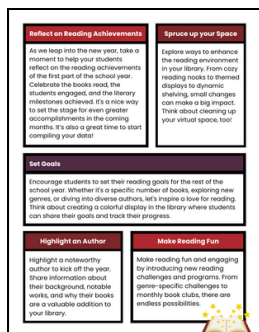 Reflect on Reading Achievements
As we leap into the new year, take a
moment to help your students
reflect on the reading achievements
of the first part of the school year.
Celebrate the books read, the
students engaged, and the literary
milestones achieved. It's a nice way
to set the stage for even greater
accomplishments in the coming
months. It's also a great time to start
compiling your data!
Spruce up your Space
Explore ways to enhance
the reading environment
in your library. From cozy
reading nooks to themed
displays to dynamic
shelving, small changes
can make a big impact.
Think about cleaning up
your virtual space, too!
Set Goals
Encourage students to set their reading goals for the rest of the
school year. Whether it's a specific number of books, exploring new
genres, or diving into diverse authors, let's inspire a love for reading.
Think about creating a colorful display in the library where students
can share their goals and track their progress.
Highlight an Author
Highlight a noteworthy
author to kick off the year.
Share information about
their background, notable
works, and why their books
are a valuable addition to
your library.
Make Reading Fun
Make reading fun and engaging
by introducing new reading
challenges and programs. From
genre-specific challenges to
monthly book clubs, there are
endless possibilities.